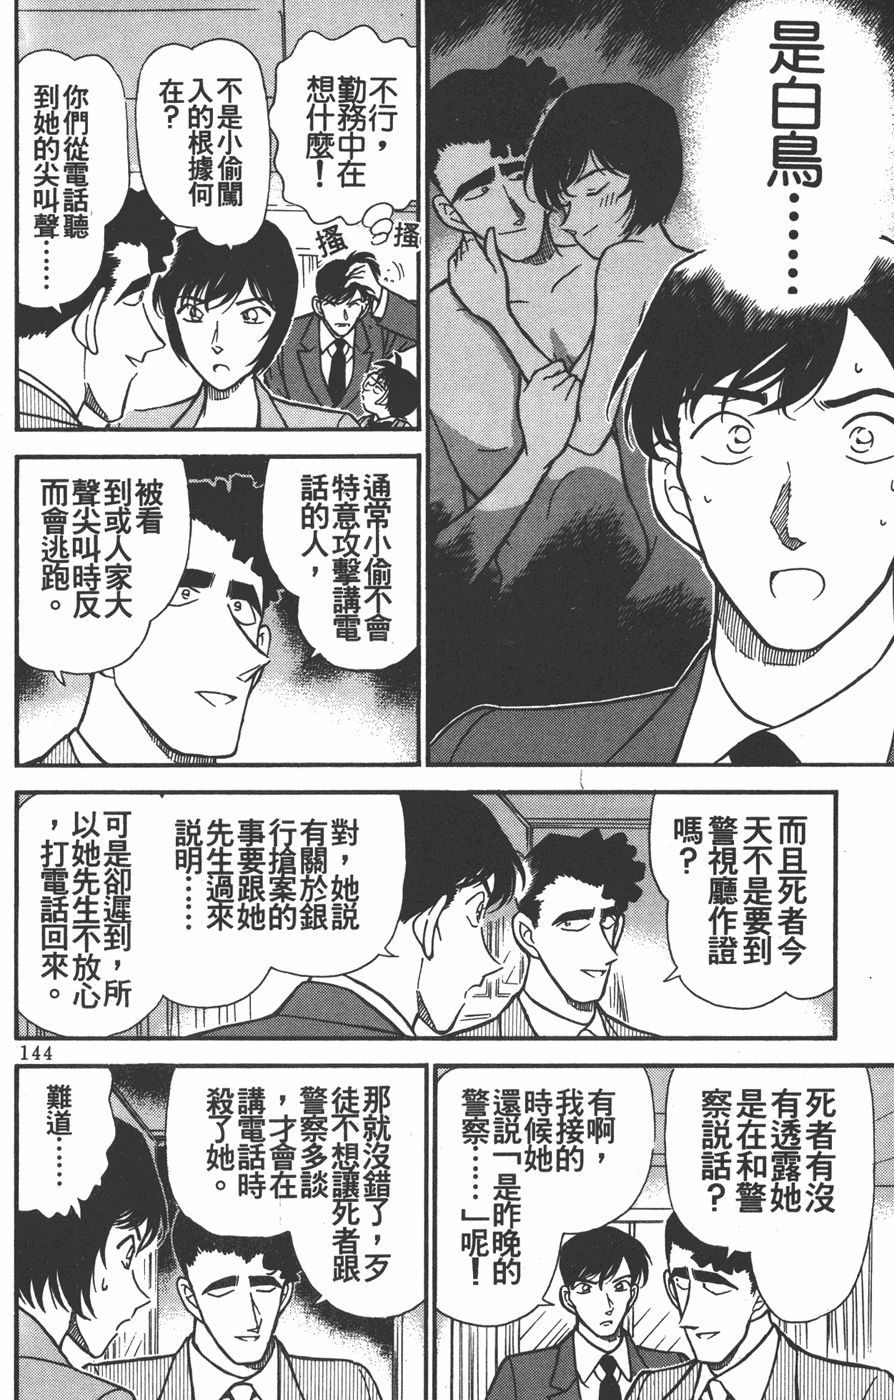 是白鳥……
不行，
勤務中在
想什麼！
搔
搔
不是小偷闖
入的根據何
在？
你們從電話聽
到她的尖叫聲……
通常小偷不會
特意攻擊講電
話的人，
被看
到或人家大
聲尖叫時反
而會逃跑。
而且死者今
天不是要到
警視廳作證
嗎？
對，她說
有關於銀
行搶案的
事要跟她
先生過來
說明……
可是卻遲到，所
以她先生不放心
，打電話回來。
144
死者有沒
有透露她
是在和警
察說話？
有啊，
我接的
時候她
還說「是昨晚的
警察……」呢！
那就沒錯了，歹
徒不想讓死者跟
警察多談
，才會在
講電話時
殺了她。
難道……